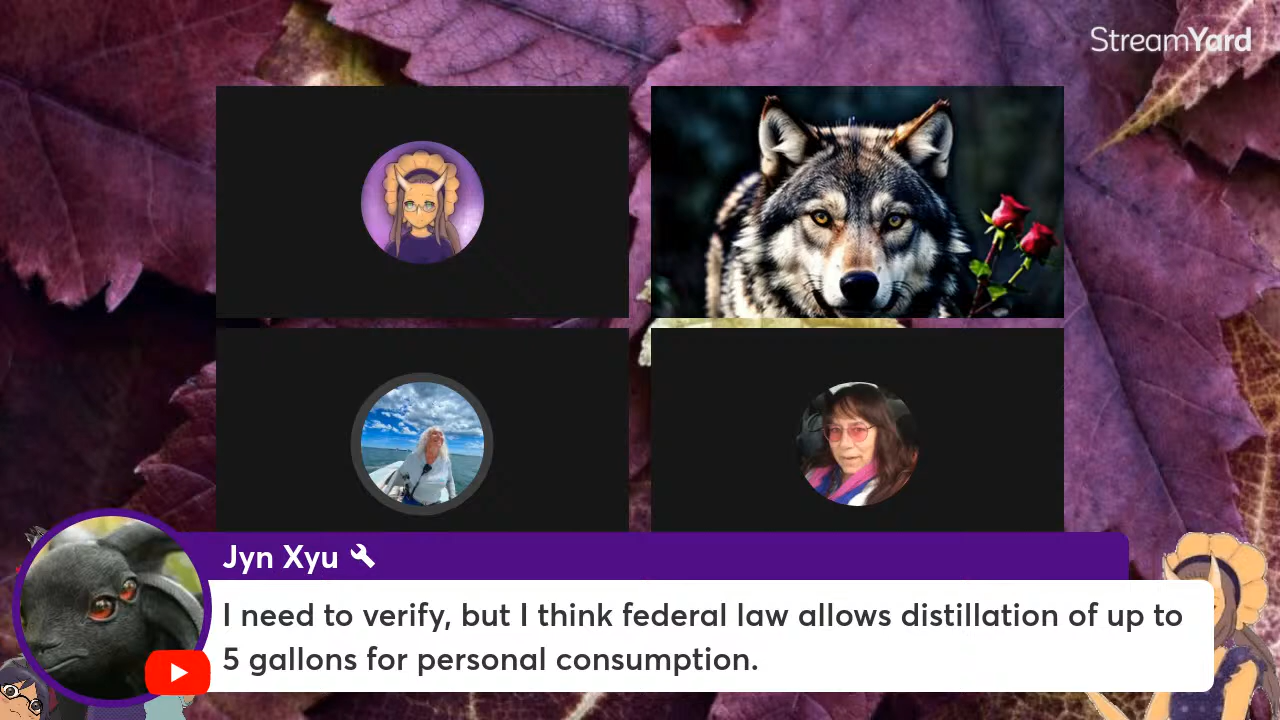 StreamYard
Jyn Xyu
I need to verify, but I think federal law allows distillation of up to
5 gallons for personal consumption.